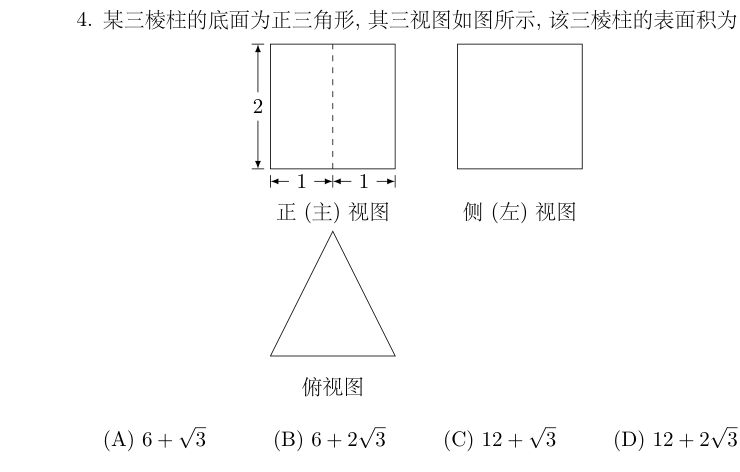 4. 某三棱柱的底面为正三角形, 其三视图如图所示, 该三棱柱的表面积为
2
1 1
正 (主) 视图 侧 (左) 视图
俯视图
(A) 6 + √3 (B) 6 + 2√3 (C) 12 + √3 (D) 12 + 2√3